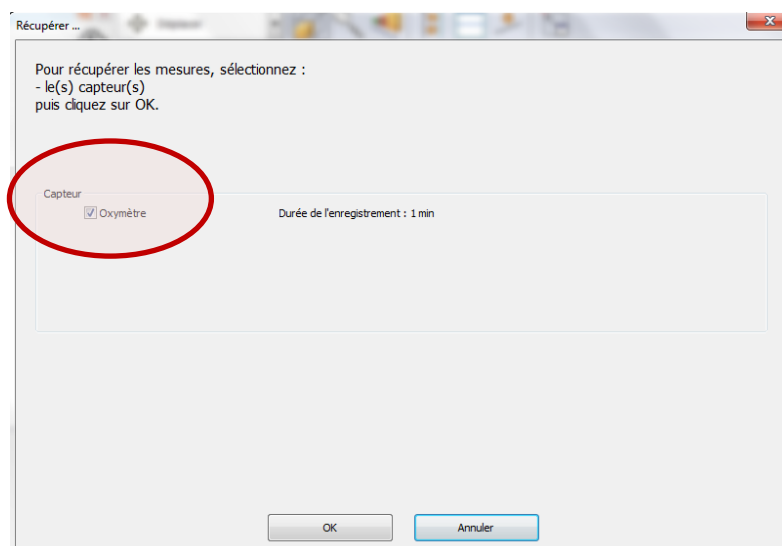 Récupérer ...
Déplacer
Pour récupérer les mesures, sélectionnez :
- le(s) capteur(s)
puis cliquez sur OK.
Capteur
Oxymètre
Durée de l'enregistrement : 1 min
OK
Annuler